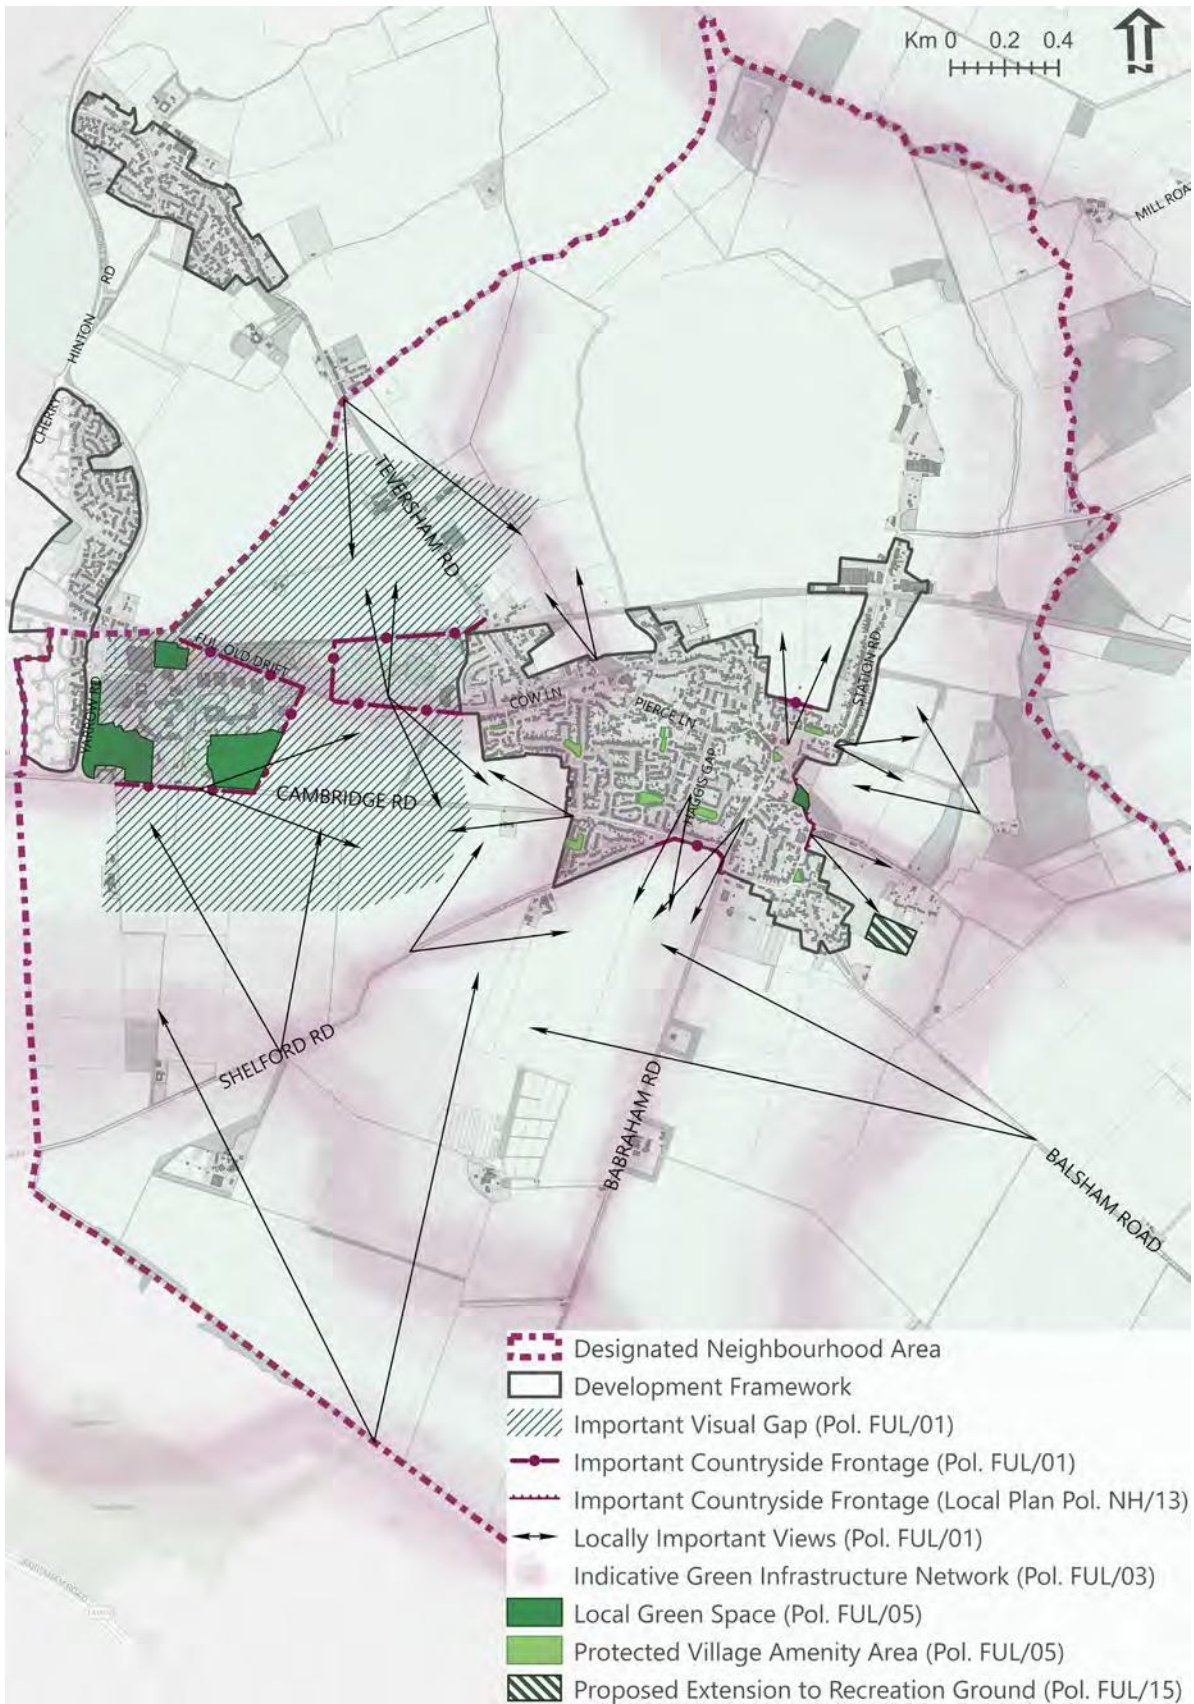 Km 0 0.2 0.4
N
MILL ROA
CHERRY HINTON RD
TEVERSHAM RD
FUL. OLD DRIFT
YARROW RD
COW LN
PIERCE LN
STATION RD
HAGGIS GAP
CAMBRIDGE RD
SHELFORD RD
BABRAHAM RD
BALSHAM ROAD
Designated Neighbourhood Area
Development Framework
Important Visual Gap (Pol. FUL/01)
Important Countryside Frontage (Pol. FUL/01)
Important Countryside Frontage (Local Plan Pol. NH/13)
Locally Important Views (Pol. FUL/01)
Indicative Green Infrastructure Network (Pol. FUL/03)
Local Green Space (Pol. FUL/05)
Protected Village Amenity Area (Pol. FUL/05)
Proposed Extension to Recreation Ground (Pol. FUL/15)